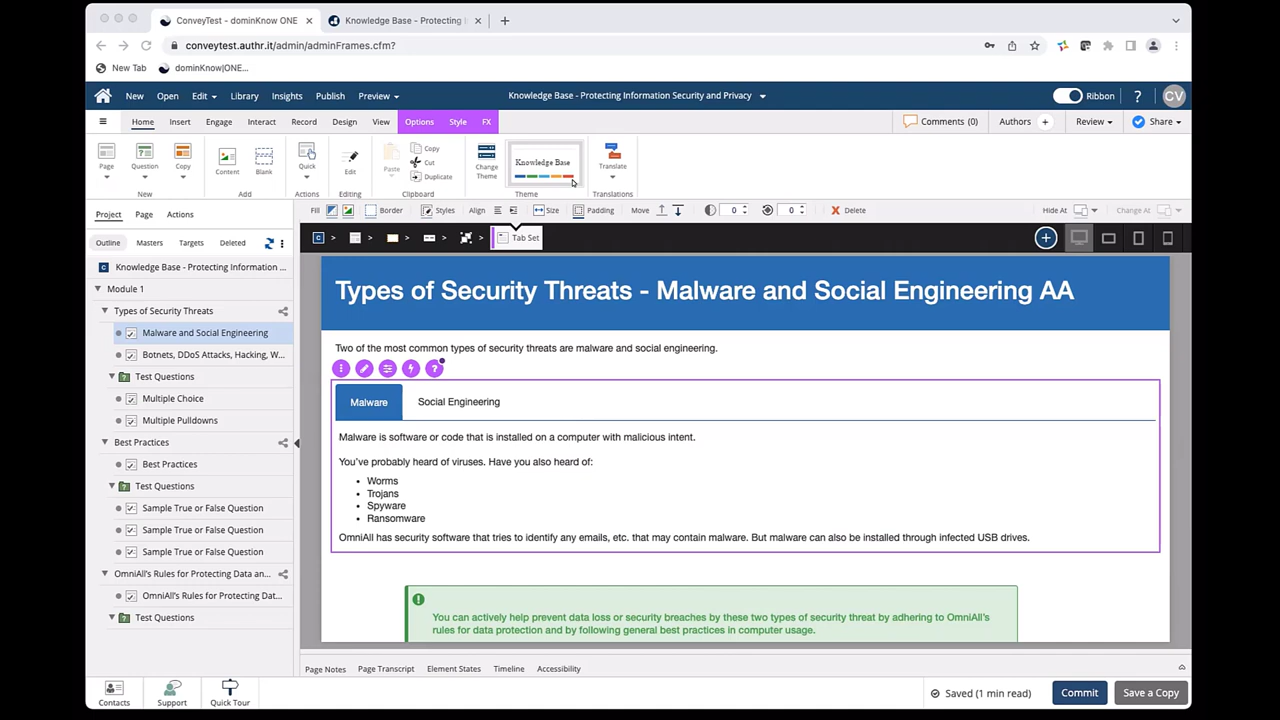 ConveyTest - dominKnow ONE
Knowledge Base - Protecting In
conveytest.authr.it/admin/adminFrames.cfm?
New Tab dominKnow|ONE...
New Open Edit Library Insights Publish Preview Knowledge Base - Protecting Information Security and Privacy Ribbon ? CV
Home Insert Engage Interact Record Design View Options Style FX Comments (0) Authors + Review Share
Page Question Copy
New
Content Blank
Add
Quick
Actions
Edit
Editing
Paste Copy
Cut
Duplicate
Clipboard
Change Theme
Knowledge Base
Theme
Translate
Translations
Project Page Actions
Fill Border Styles Align Size Padding Move 0 0 Delete Hide At Change At
Outline Masters Targets Deleted
C > > > > > Tab Set
Knowledge Base - Protecting Information ...
Module 1
Types of Security Threats
Malware and Social Engineering
Botnets, DDoS Attacks, Hacking, W...
Test Questions
Multiple Choice
Multiple Pulldowns
Best Practices
Best Practices
Test Questions
Sample True or False Question
Sample True or False Question
Sample True or False Question
OmniAll's Rules for Protecting Data an...
OmniAll's Rules for Protecting Dat...
Test Questions
Types of Security Threats - Malware and Social Engineering AA
Two of the most common types of security threats are malware and social engineering.
Malware Social Engineering
Malware is software or code that is installed on a computer with malicious intent.
You've probably heard of viruses. Have you also heard of:
• Worms
• Trojans
• Spyware
• Ransomware
OmniAll has security software that tries to identify any emails, etc. that may contain malware. But malware can also be installed through infected USB drives.
You can actively help prevent data loss or security breaches by these two types of security threat by adhering to OmniAll's
rules for data protection and by following general best practices in computer usage.
Page Notes Page Transcript Element States Timeline Accessibility
Contacts Support Quick Tour
Saved (1 min read) Commit Save a Copy